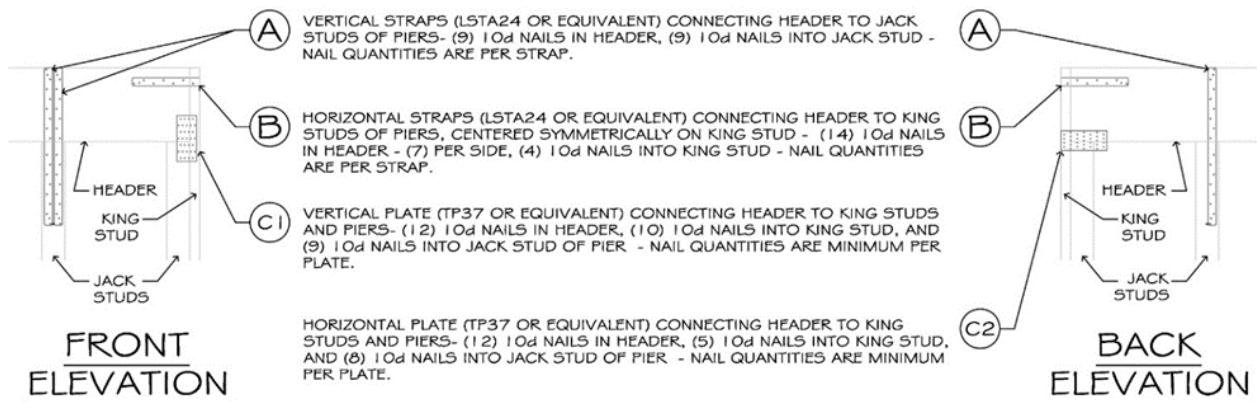 A
VERTICAL STRAPS (LSTA24 OR EQUIVALENT) CONNECTING HEADER TO JACK
STUDS OF PIERS- (9) 10d NAILS IN HEADER, (9) 10d NAILS INTO JACK STUD -
NAIL QUANTITIES ARE PER STRAP.
A
B
HORIZONTAL STRAPS (LSTA24 OR EQUIVALENT) CONNECTING HEADER TO KING
STUDS OF PIERS, CENTERED SYMMETRICALLY ON KING STUD - (14) 10d NAILS
IN HEADER - (7) PER SIDE, (4) 10d NAILS INTO KING STUD - NAIL QUANTITIES
ARE PER STRAP.
B
HEADER
KING
STUD
JACK
STUDS
C1
VERTICAL PLATE (TP37 OR EQUIVALENT) CONNECTING HEADER TO KING STUDS
AND PIERS- (12) 10d NAILS IN HEADER, (10) 10d NAILS INTO KING STUD, AND
(9) 10d NAILS INTO JACK STUD OF PIER - NAIL QUANTITIES ARE MINIMUM PER
PLATE.
HEADER
KING
STUD
JACK
STUDS
HORIZONTAL PLATE (TP37 OR EQUIVALENT) CONNECTING HEADER TO KING
STUDS AND PIERS- (12) 10d NAILS IN HEADER, (5) 10d NAILS INTO KING STUD,
AND (8) 10d NAILS INTO JACK STUD OF PIER - NAIL QUANTITIES ARE MINIMUM
PER PLATE.
C2
FRONT
ELEVATION
BACK
ELEVATION